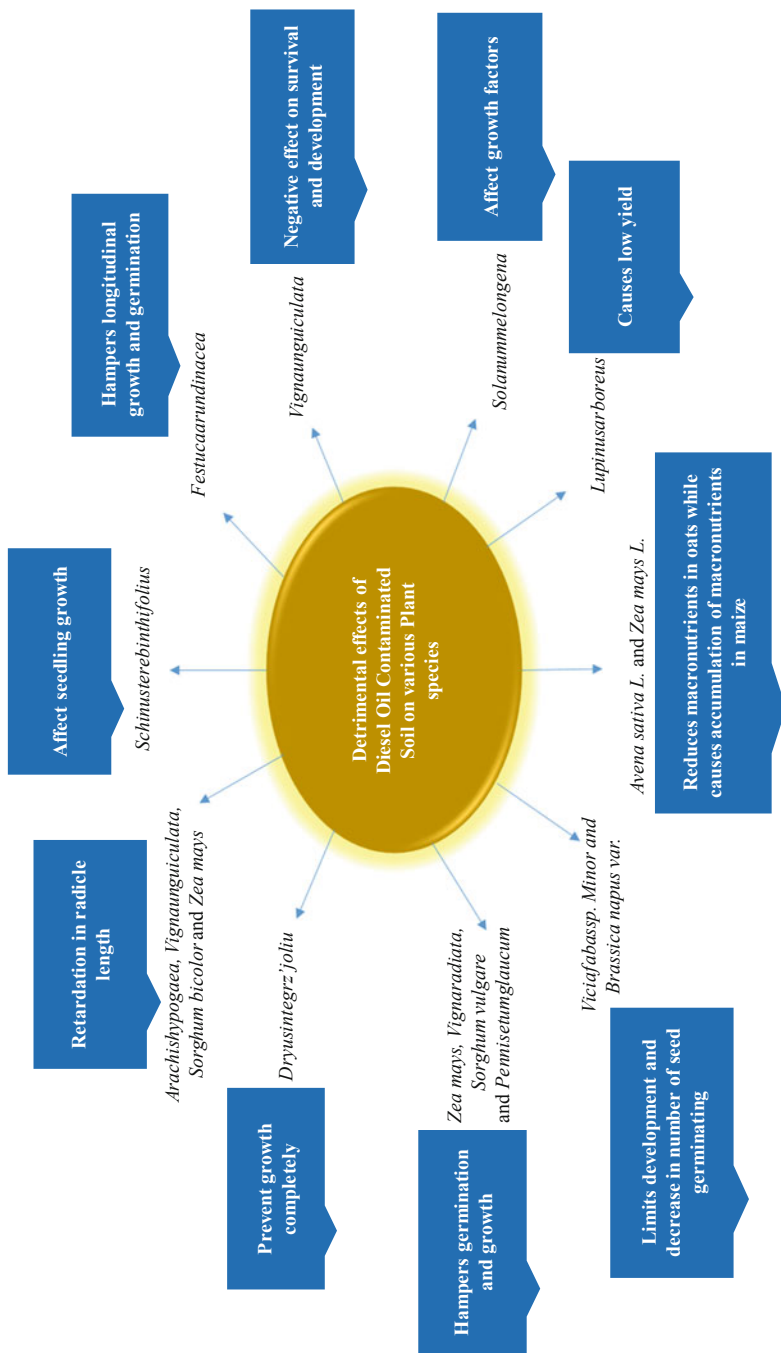 Detrimental effects of
Diesel Oil Contaminated
Soil on various Plant
species
Affect seedling growth
Schinusterebinthifolius
Hampers longitudinal
growth and germination
Festucaarundinacea
Negative effect on survival
and development
Vignaunguiculata
Affect growth factors
Solanummelongena
Causes low yield
Lupinusarboreus
Avena sativa L. and Zea mays L.
Reduces macronutrients in oats while
causes accumulation of macronutrients
in maize
Viciafabassp. Minor and
Brassica napus var.
Limits development and
decrease in number of seed
germinating
Zea mays, Vignaradiata,
Sorghum vulgare
and Pennisetumglaucum
Hampers germination
and growth
Dryusintegrz’joliu
Prevent growth
completely
Retardation in radicle
length
Arachishypogaea, Vignaunguiculata,
Sorghum bicolor and Zea mays